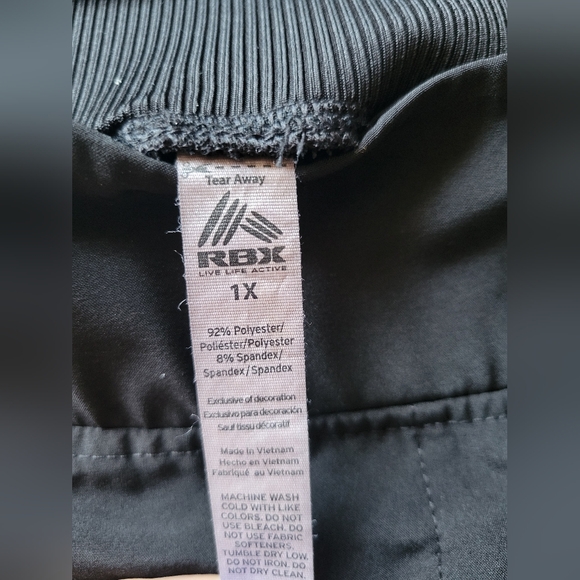 Tear Away
RBX
LIVE LIFE ACTIVE
1X
92% Polyester/
Poliéster/Polyester
8% Spandex/
Spandex/Spandex
Exclusive of decoration
Exclusivo para decoración
Sauf tissu décoratif
Made in Vietnam
Hecho en Vietnam
Fabriqué au Vietnam
MACHINE WASH
COLD WITH LIKE
COLORS. DO NOT
USE BLEACH. DO
NOT USE FABRIC
SOFTENERS.
TUMBLE DRY LOW.
DO NOT IRON. DO
NOT DRY CLEAN.